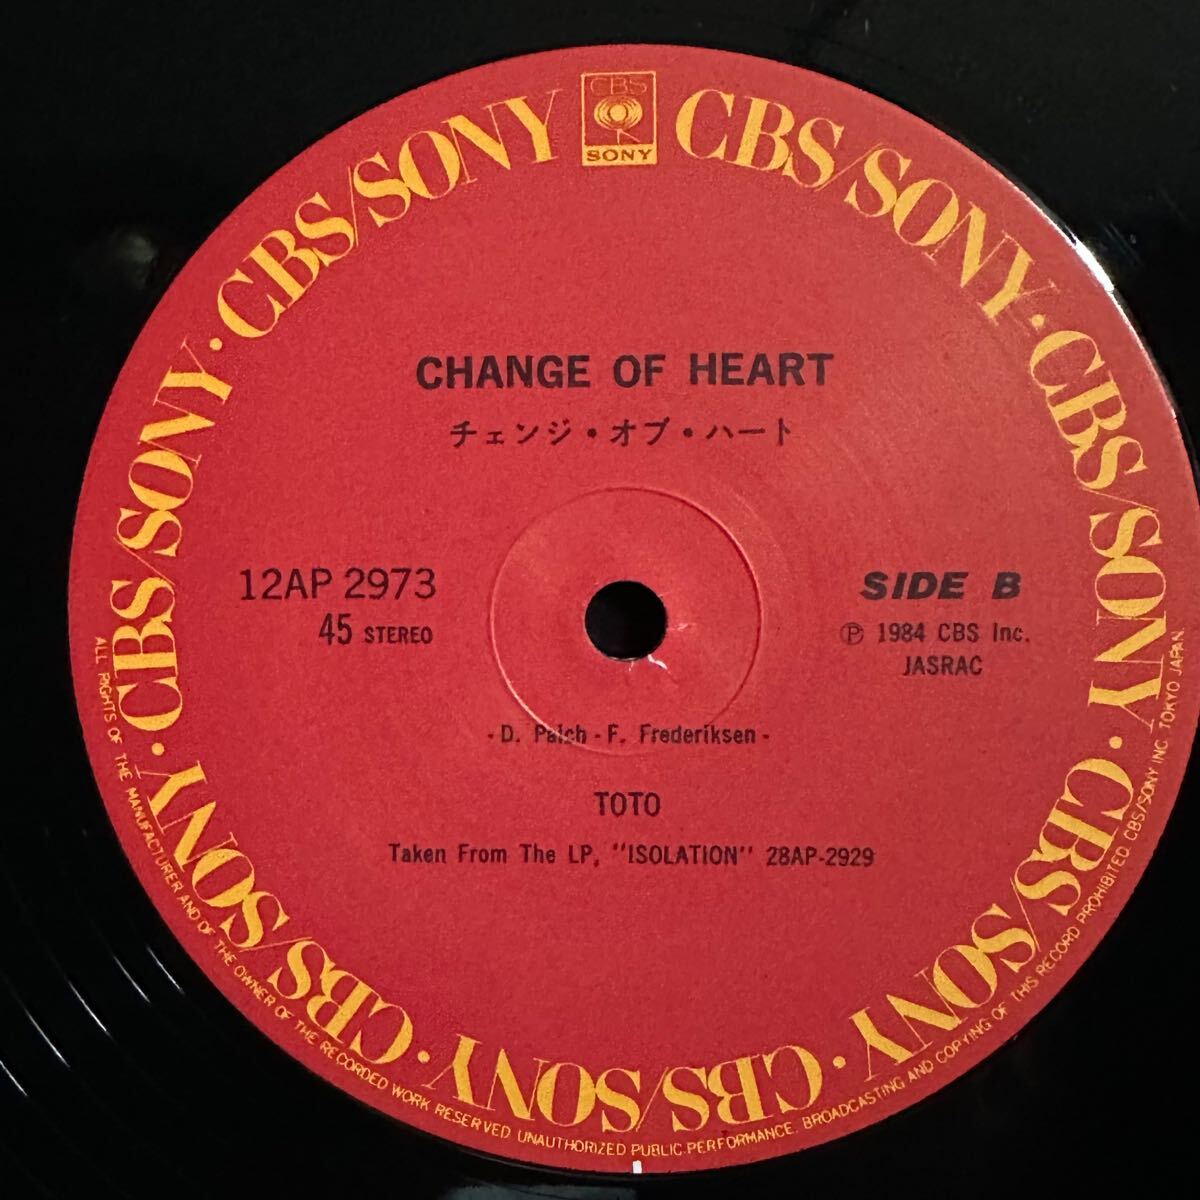 CBS
SONY
CBS/SONY · CBS/SONY · CBS/SONY · CBS/SONY · CBS/SONY · CBS/SONY · CBS/SONY · CBS/SONY · CBS/SONY
CHANGE OF HEART
チェンジ・オブ・ハート
12AP 2973
45 STEREO
SIDE B
Ⓟ 1984 CBS Inc.
JASRAC
- D. Paich - F. Frederiksen -
TOTO
Taken From The LP, "ISOLATION" 28AP-2929
ALL RIGHTS OF THE MANUFACTURER AND OF THE OWNER OF THE RECORDED WORK RESERVED. UNAUTHORIZED PUBLIC PERFORMANCE, BROADCASTING AND COPYING OF THIS RECORD PROHIBITED. CBS/SONY INC. TOKYO JAPAN.